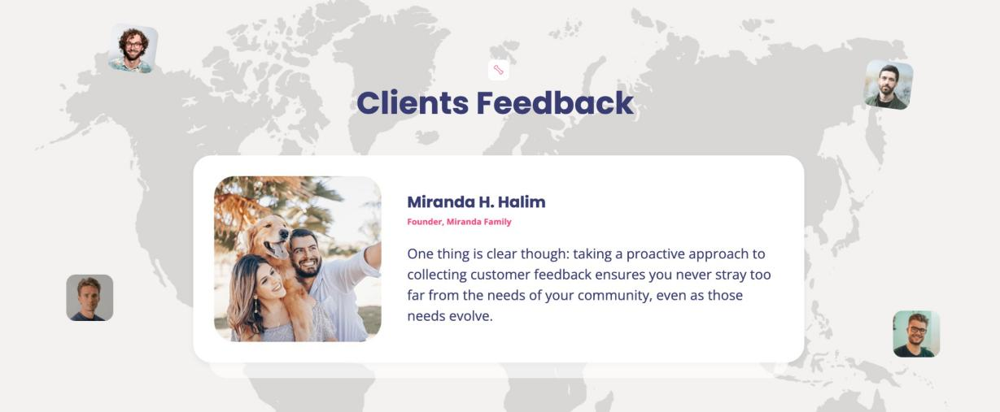 Clients Feedback
Miranda H. Halim
Founder, Miranda Family
One thing is clear though: taking a proactive approach to
collecting customer feedback ensures you never stray too
far from the needs of your community, even as those
needs evolve.